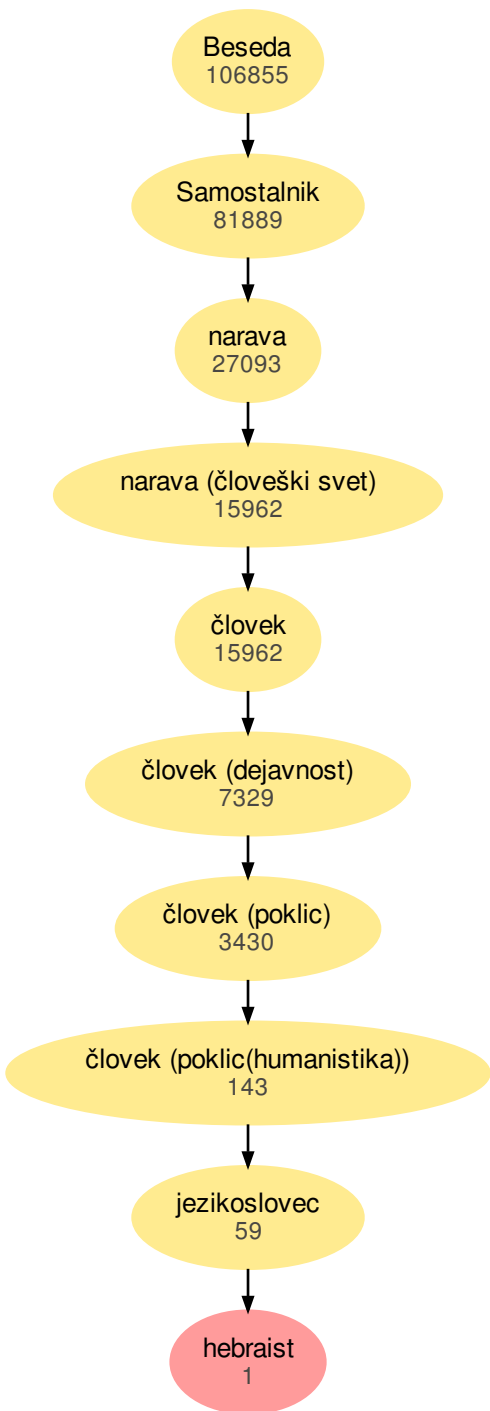 Beseda
106855
Samostalnik
81889
narava
27093
narava (človeški svet)
15962
človek
15962
človek (dejavnost)
7329
človek (poklic)
3430
človek (poklic(humanistika))
143
jezikoslovec
59
hebraist
1